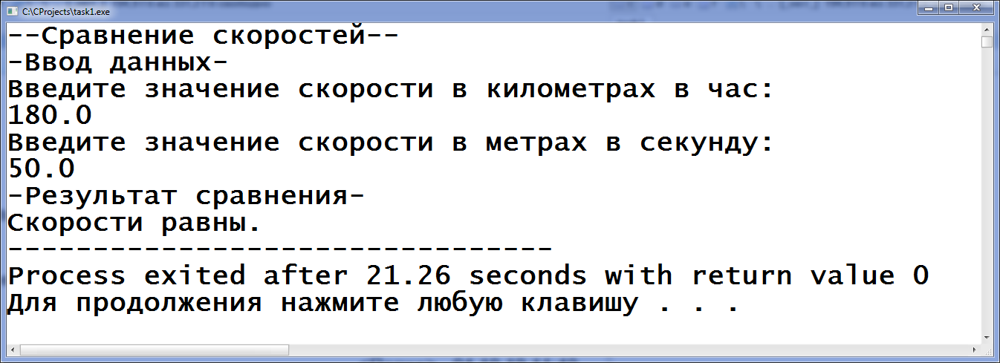 C:\CProjects\task1.exe
--Сравнение скоростей--
-Ввод данных-
Введите значение скорости в километрах в час:
180.0
Введите значение скорости в метрах в секунду:
50.0
-Результат сравнения-
Скорости равны.
--------------------------------
Process exited after 21.26 seconds with return value 0
Для продолжения нажмите любую клавишу . . .